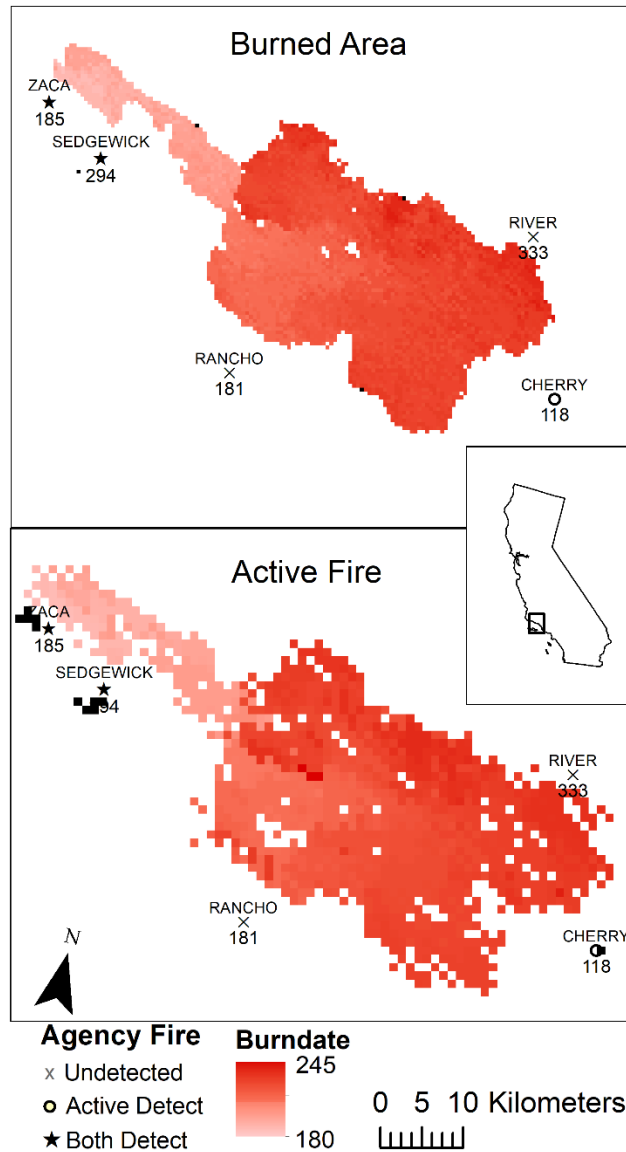 Burned Area
ZACA
185
SEDGEWICK
294
RIVER
333
RANCHO
181
CHERRY
118
Active Fire
ZACA
185
SEDGEWICK
94
RIVER
333
RANCHO
181
CHERRY
118
N
Agency Fire
x Undetected
Active Detect
Both Detect
Burndate
245
180
0 5 10 Kilometers